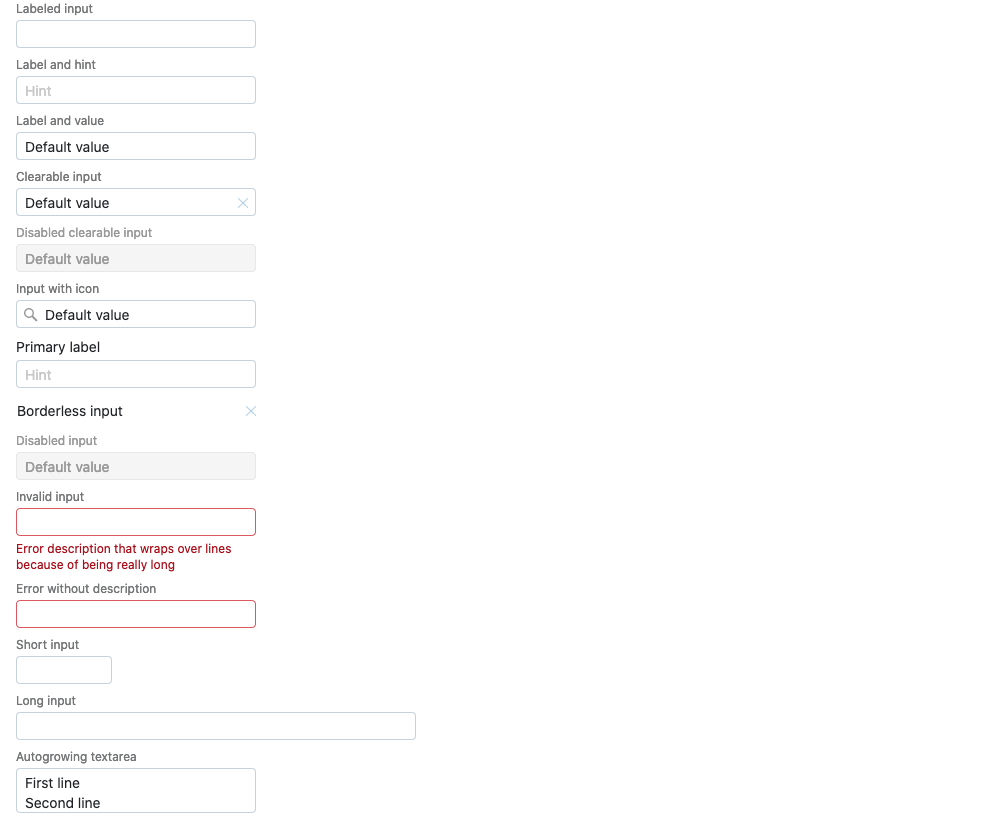 Labeled input
Label and hint
Hint
Label and value
Default value
Clearable input
Default value
Disabled clearable input
Default value
Input with icon
Default value
Primary label
Hint
Borderless input
Disabled input
Default value
Invalid input
Error description that wraps over lines
because of being really long
Error without description
Short input
Long input
Autogrowing textarea
First line
Second line